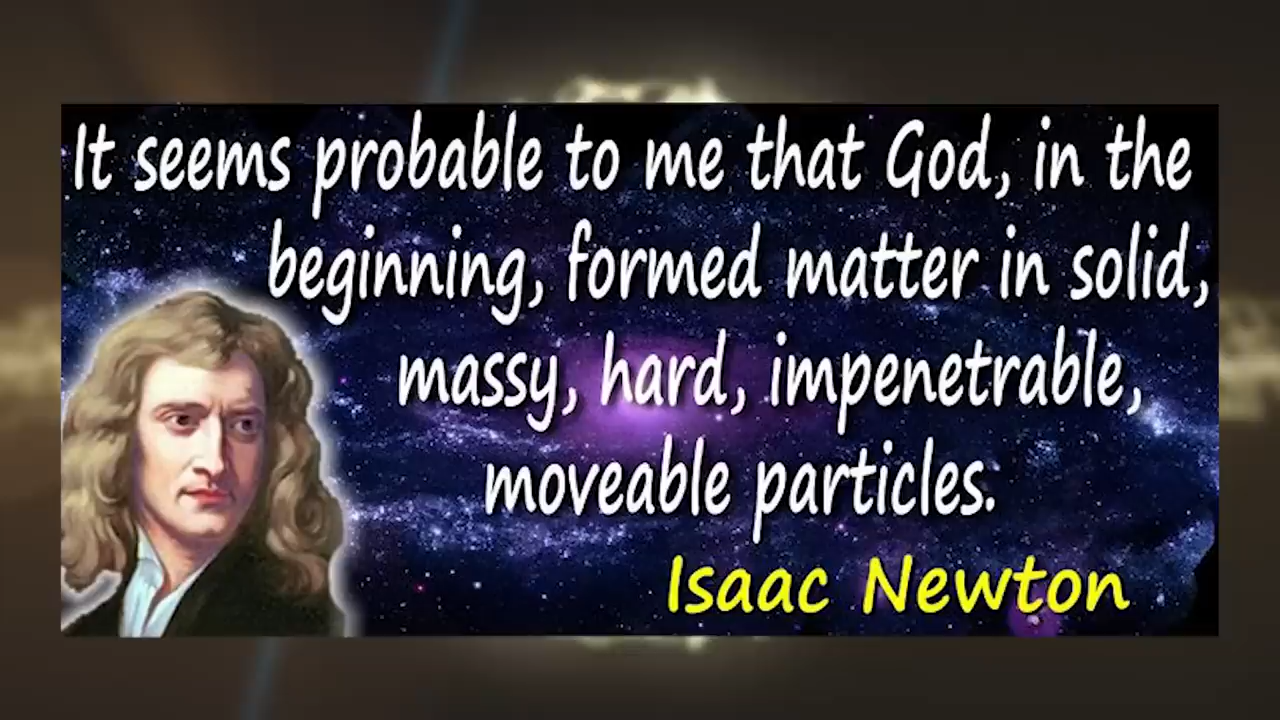 It seems probable to me that God, in the
beginning, formed matter in solid,
massy, hard, impenetrable,
moveable particles.
Isaac Newton